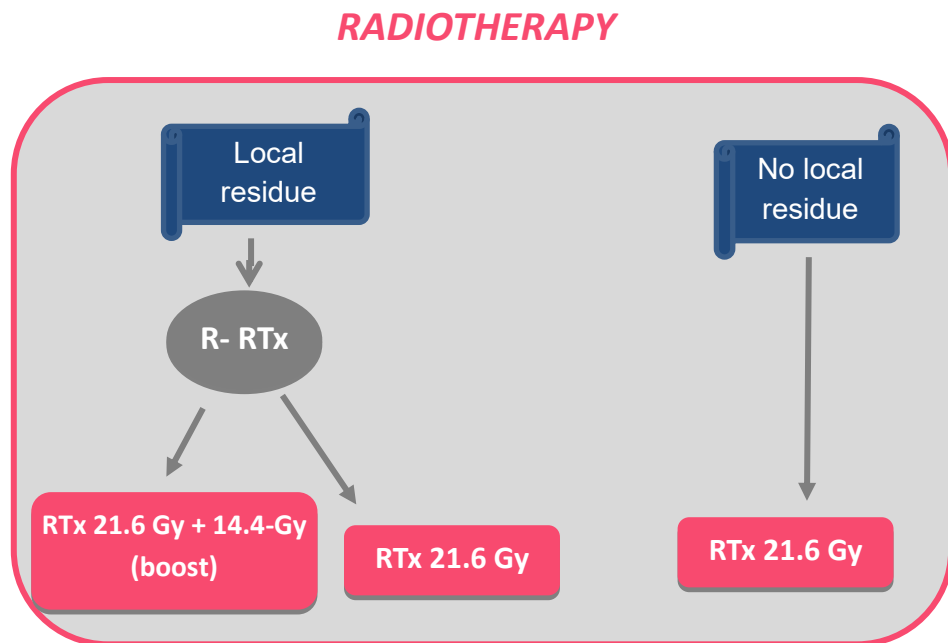 RADIOTHERAPY
Local
residue
No local
residue
R- RTx
RTx 21.6 Gy + 14.4-Gy
(boost)
RTx 21.6 Gy
RTx 21.6 Gy